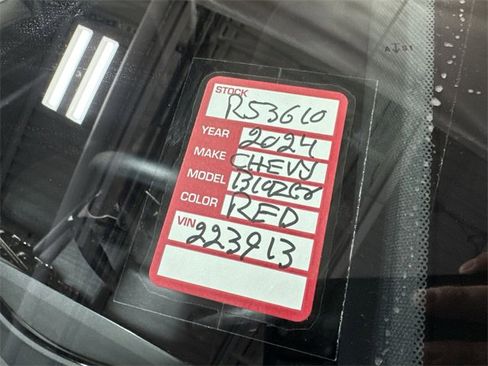 STOCK R53610
YEAR 2024
MAKE CHEVY
MODEL Blazer
COLOR RED
VIN 223913